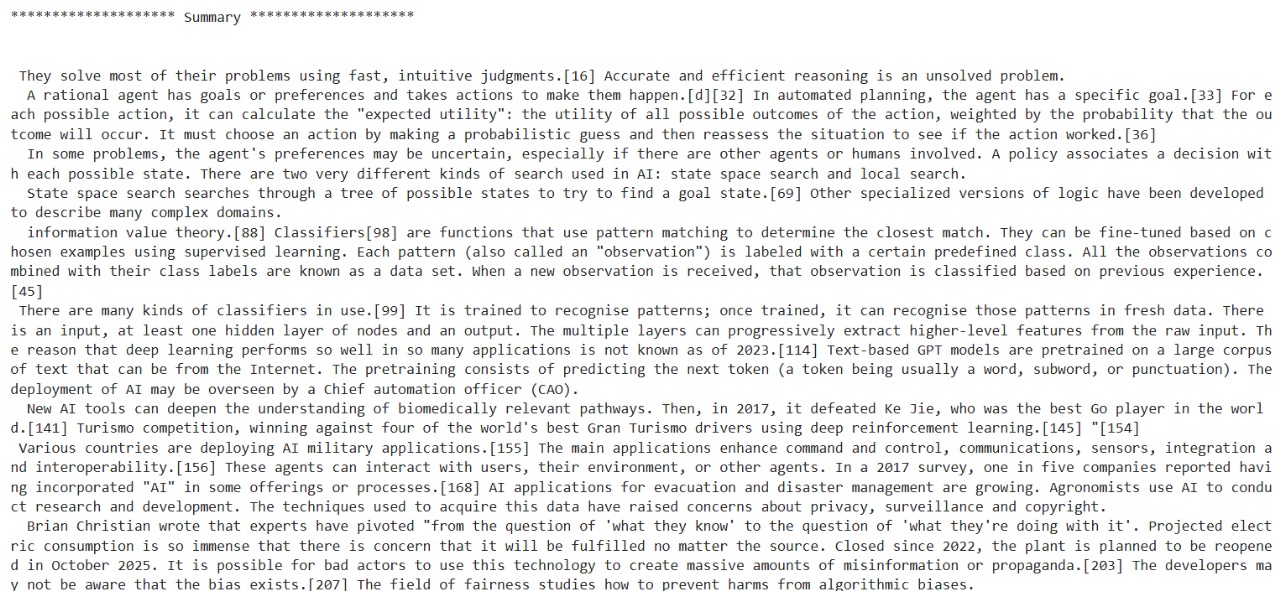 ******************** Summary ********************
They solve most of their problems using fast, intuitive judgments.[16] Accurate and efficient reasoning is an unsolved problem.
A rational agent has goals or preferences and takes actions to make them happen.[d][32] In automated planning, the agent has a specific goal.[33] For e
ach possible action, it can calculate the "expected utility": the utility of all possible outcomes of the action, weighted by the probability that the ou
tcome will occur. It must choose an action by making a probabilistic guess and then reassess the situation to see if the action worked.[36]
In some problems, the agent's preferences may be uncertain, especially if there are other agents or humans involved. A policy associates a decision wit
h each possible state. There are two very different kinds of search used in AI: state space search and local search.
State space search searches through a tree of possible states to try to find a goal state.[69] Other specialized versions of logic have been developed
to describe many complex domains.
information value theory.[88] Classifiers[98] are functions that use pattern matching to determine the closest match. They can be fine-tuned based on c
hosen examples using supervised learning. Each pattern (also called an "observation") is labeled with a certain predefined class. All the observations co
mbined with their class labels are known as a data set. When a new observation is received, that observation is classified based on previous experience.
[45]
There are many kinds of classifiers in use.[99] It is trained to recognise patterns; once trained, it can recognise those patterns in fresh data. There
is an input, at least one hidden layer of nodes and an output. The multiple layers can progressively extract higher-level features from the raw input. Th
e reason that deep learning performs so well in so many applications is not known as of 2023.[114] Text-based GPT models are pretrained on a large corpus
of text that can be from the Internet. The pretraining consists of predicting the next token (a token being usually a word, subword, or punctuation). The
deployment of AI may be overseen by a Chief automation officer (CAO).
New AI tools can deepen the understanding of biomedically relevant pathways. Then, in 2017, it defeated Ke Jie, who was the best Go player in the worl
d.[141] Turismo competition, winning against four of the world's best Gran Turismo drivers using deep reinforcement learning.[145] "[154]
Various countries are deploying AI military applications.[155] The main applications enhance command and control, communications, sensors, integration a
nd interoperability.[156] These agents can interact with users, their environment, or other agents. In a 2017 survey, one in five companies reported havi
ng incorporated "AI" in some offerings or processes.[168] AI applications for evacuation and disaster management are growing. Agronomists use AI to condu
ct research and development. The techniques used to acquire this data have raised concerns about privacy, surveillance and copyright.
Brian Christian wrote that experts have pivoted "from the question of 'what they know' to the question of 'what they're doing with it'. Projected elect
ric consumption is so immense that there is concern that it will be fulfilled no matter the source. Closed since 2022, the plant is planned to be reopene
d in October 2025. It is possible for bad actors to use this technology to create massive amounts of misinformation or propaganda.[203] The developers ma
y not be aware that the bias exists.[207] The field of fairness studies how to prevent harms from algorithmic biases.